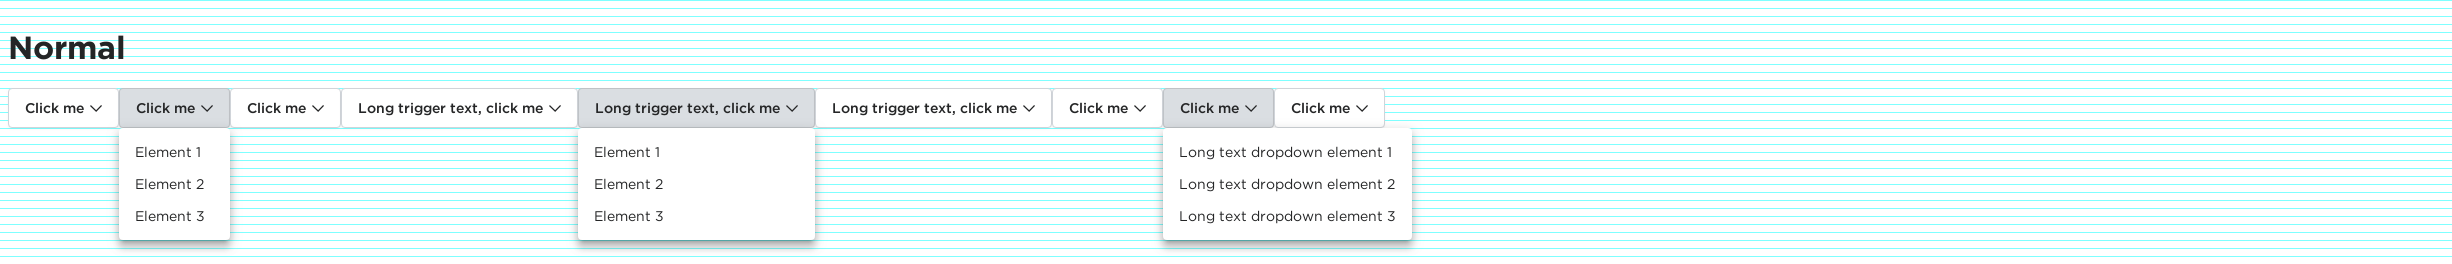 Normal
Click me Click me Click me Long trigger text, click me Long trigger text, click me Long trigger text, click me Click me Click me Click me
Element 1 Element 1 Long text dropdown element 1
Element 2 Element 2 Long text dropdown element 2
Element 3 Element 3 Long text dropdown element 3